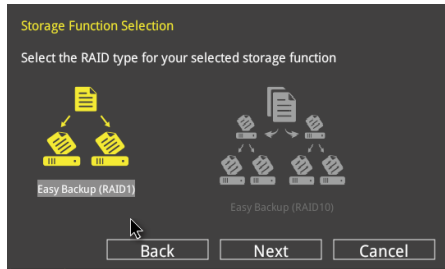 Storage Function Selection
Select the RAID type for your selected storage function
Easy Backup (RAID1)
Easy Backup (RAID10)
Back Next Cancel